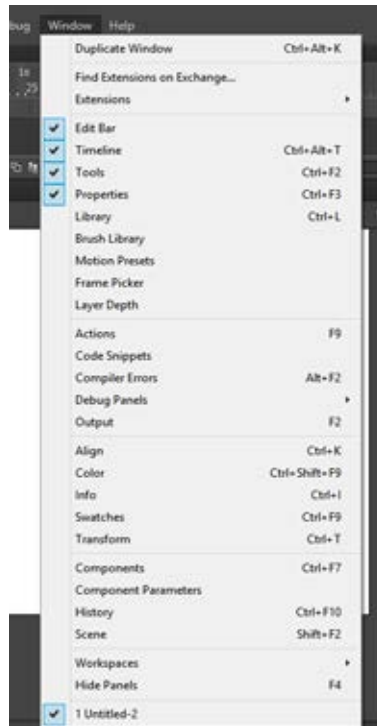 bug Window Help
Duplicate Window Ctrl+Alt+K
Find Extensions on Exchange...
Extensions
1s
25
Edit Bar
Timeline Ctrl+Alt+T
Tools Ctrl+F2
Properties Ctrl+F3
Library Ctrl+L
Brush Library
Motion Presets
Frame Picker
Layer Depth
Actions F9
Code Snippets
Compiler Errors Alt+F2
Debug Panels
Output F2
Align Ctrl+K
Color Ctrl+Shift+F9
Info Ctrl+I
Swatches Ctrl+F9
Transform Ctrl+T
Components Ctrl+F7
Component Parameters
History Ctrl+F10
Scene Shift+F2
Workspaces
Hide Panels F4
1 Untitled-2